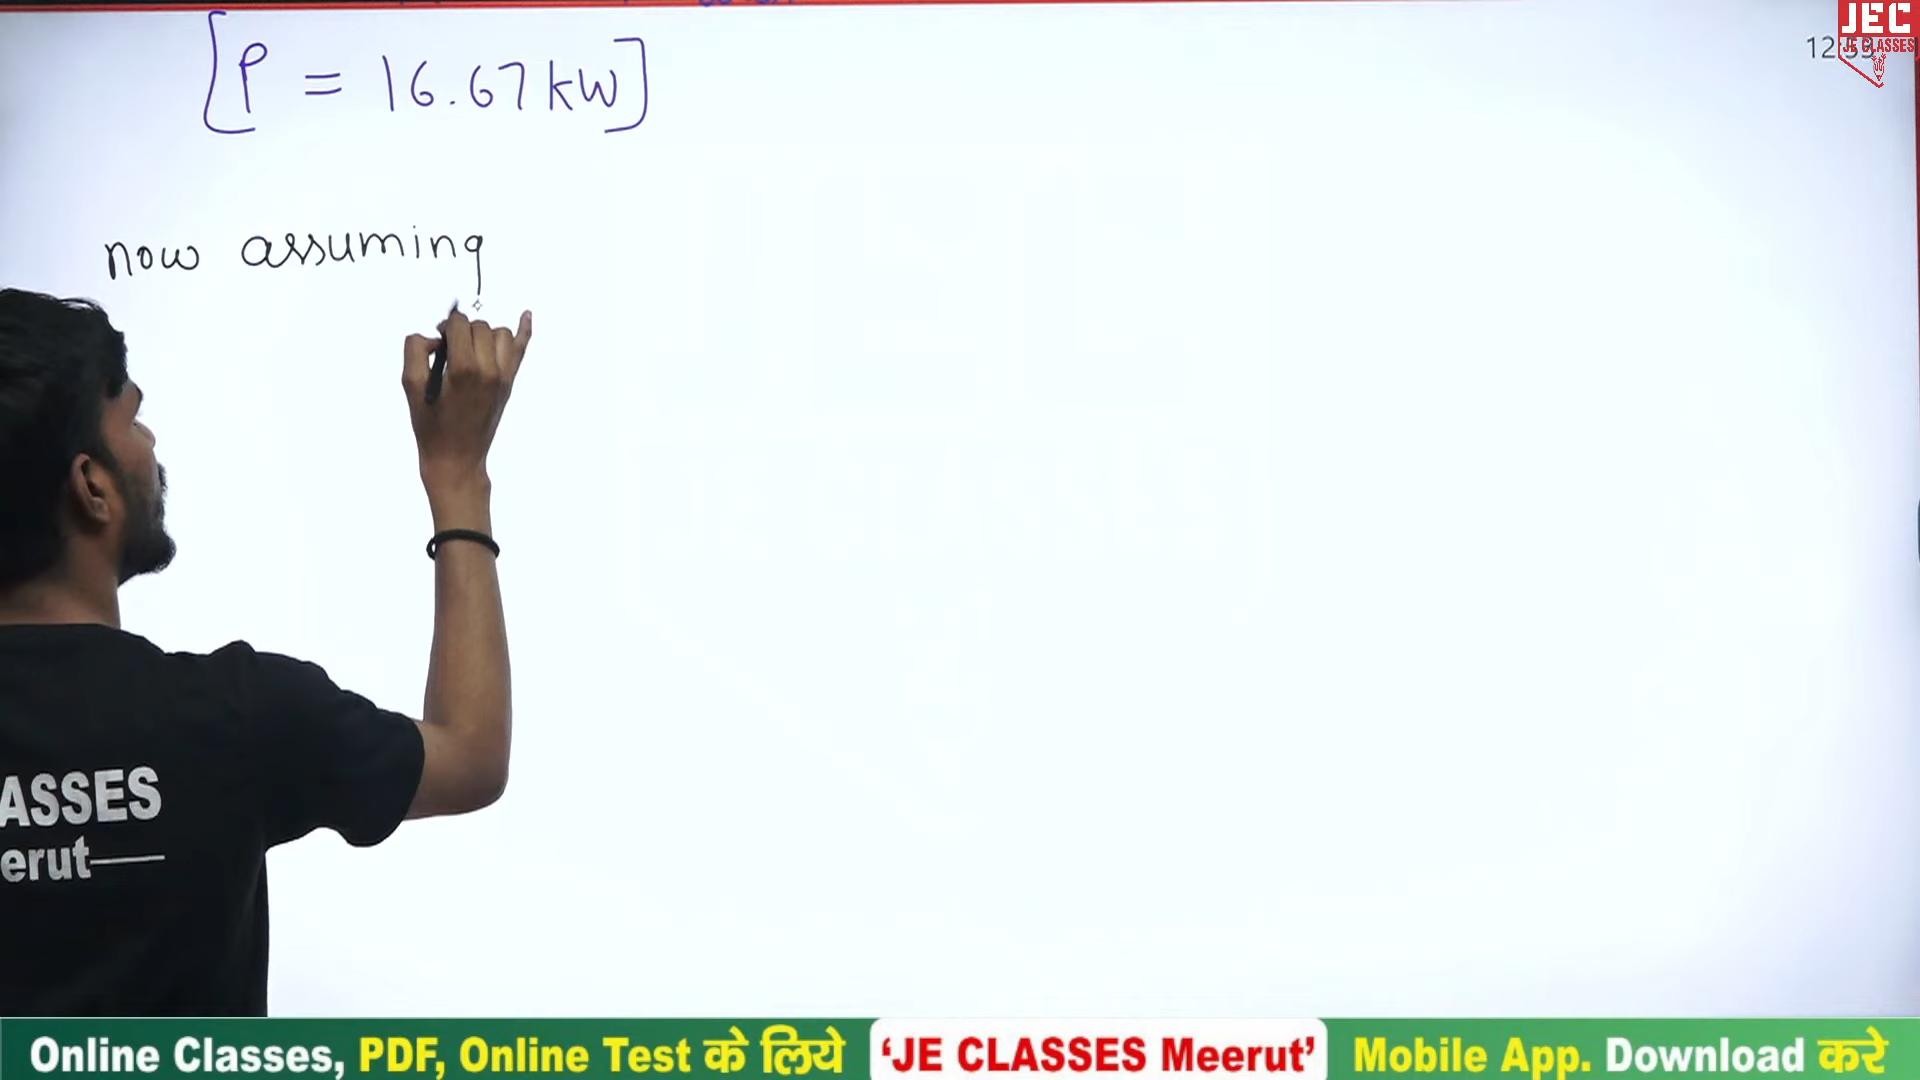 [P = 16.67 kW]
JEC
JE CLASSES
now assuming
ASSES
erut
Online Classes, PDF, Online Test के लिये 'JE CLASSES Meerut' Mobile App. Download करे